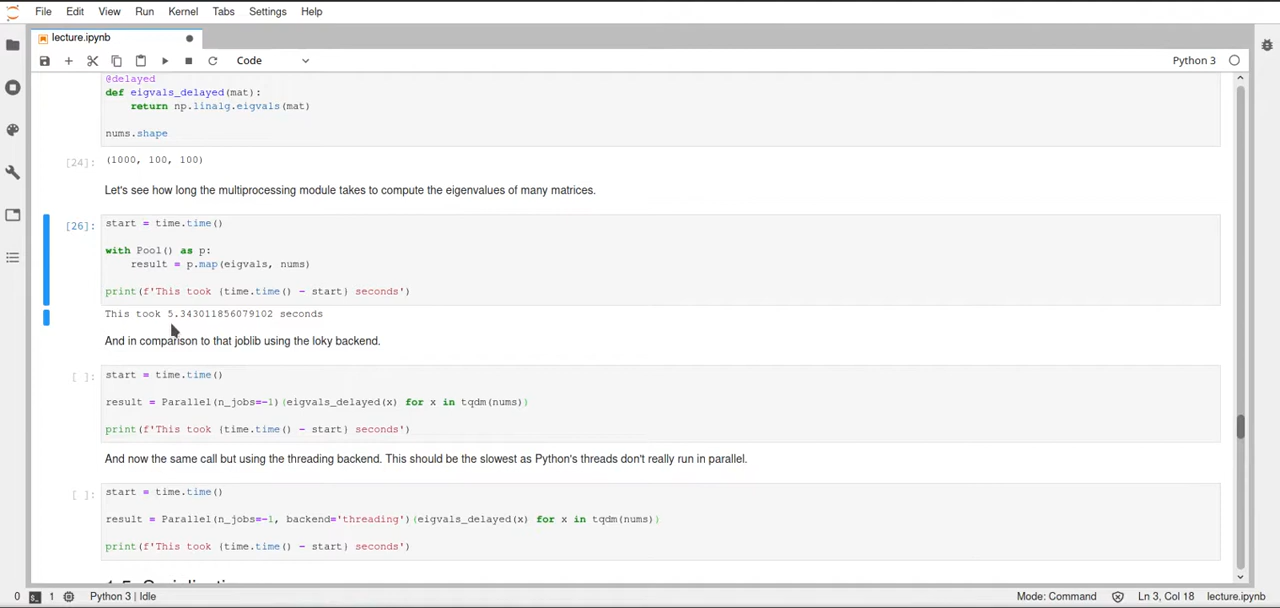 File Edit View Run Kernel Tabs Settings Help
lecture.ipynb
Code
Python 3
@delayed
def eigvals_delayed(mat):
return np.linalg.eigvals(mat)
nums.shape
[24]: (1000, 100, 100)
Let's see how long the multiprocessing module takes to compute the eigenvalues of many matrices.
[26]: start = time.time()
with Pool() as p:
result = p.map(eigvals, nums)
print(f'This took {time.time() - start} seconds')
This took 5.343011856079102 seconds
And in comparison to that joblib using the loky backend.
[ ]: start = time.time()
result = Parallel(n_jobs=-1)(eigvals_delayed(x) for x in tqdm(nums))
print(f'This took {time.time() - start} seconds')
And now the same call but using the threading backend. This should be the slowest as Python's threads don't really run in parallel.
[ ]: start = time.time()
result = Parallel(n_jobs=-1, backend='threading')(eigvals_delayed(x) for x in tqdm(nums))
print(f'This took {time.time() - start} seconds')
0 1 Python 3 | Idle Mode: Command Ln 3, Col 18 lecture.ipynb